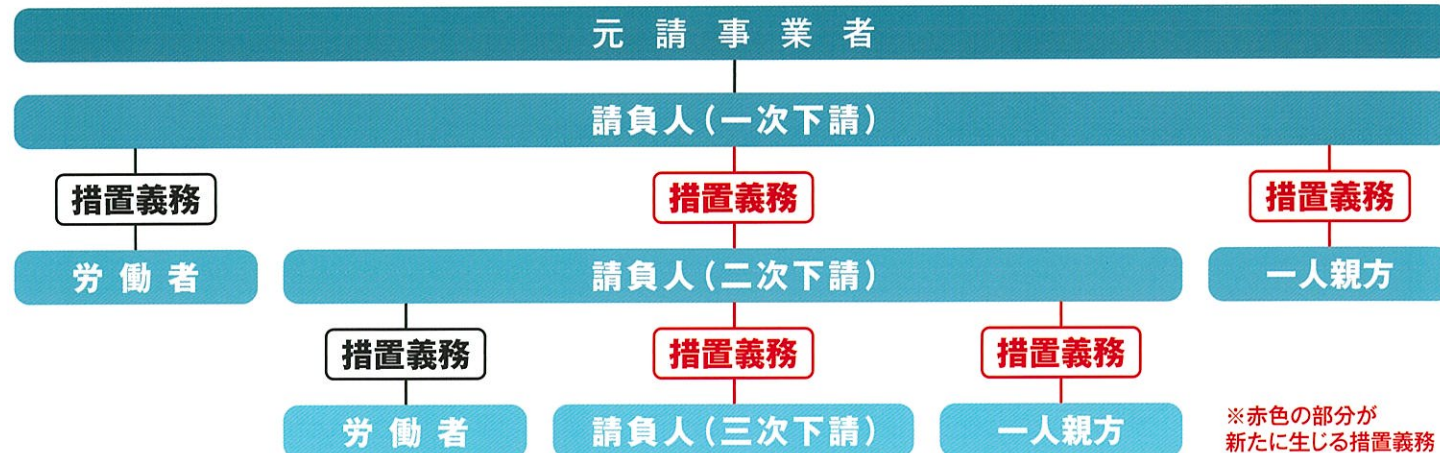 元請事業者
請負人(一次下請)
措置義務
措置義務
措置義務
労働者
請負人(二次下請)
一人親方
措置義務
措置義務
措置義務
労働者
請負人(三次下請)
一人親方
※赤色の部分が
新たに生じる措置義務